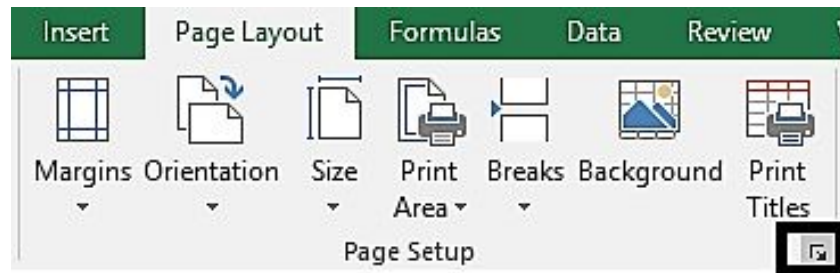 Insert Page Layout Formulas Data Review
Margins Orientation Size Print Area Breaks Background Print Titles
Page Setup